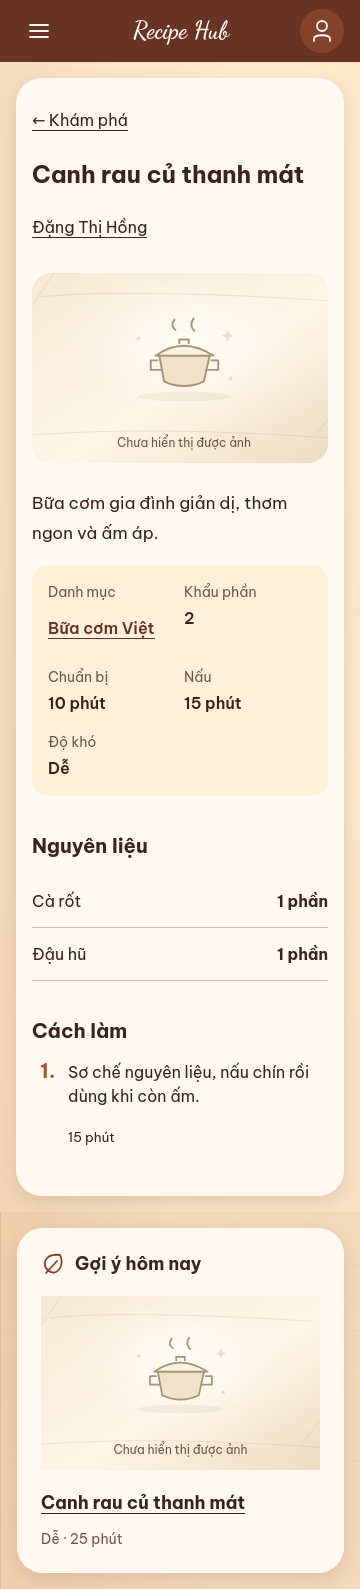 Recipe Hub
← Khám phá
Canh rau củ thanh mát
Đặng Thị Hồng
Chưa hiển thị được ảnh
Bữa cơm gia đình giản dị, thơm
ngon và ấm áp.
Danh mục
Bữa cơm Việt
Khẩu phần
2
Chuẩn bị
10 phút
Nấu
15 phút
Độ khó
Dễ
Nguyên liệu
Cà rốt 1 phần
Đậu hũ 1 phần
Cách làm
1. Sơ chế nguyên liệu, nấu chín rồi
dùng khi còn ấm.
15 phút
Gợi ý hôm nay
Chưa hiển thị được ảnh
Canh rau củ thanh mát
Dễ · 25 phút